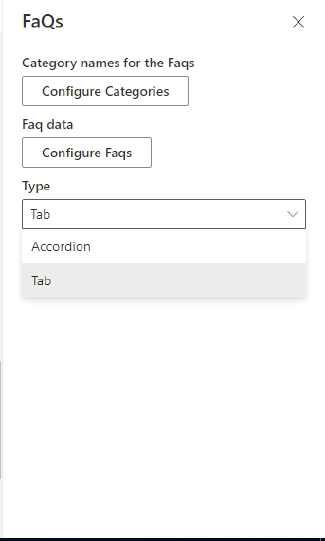 FaQs
Category names for the Faqs
Configure Categories
Faq data
Configure Faqs
Type
Tab
Accordion
Tab